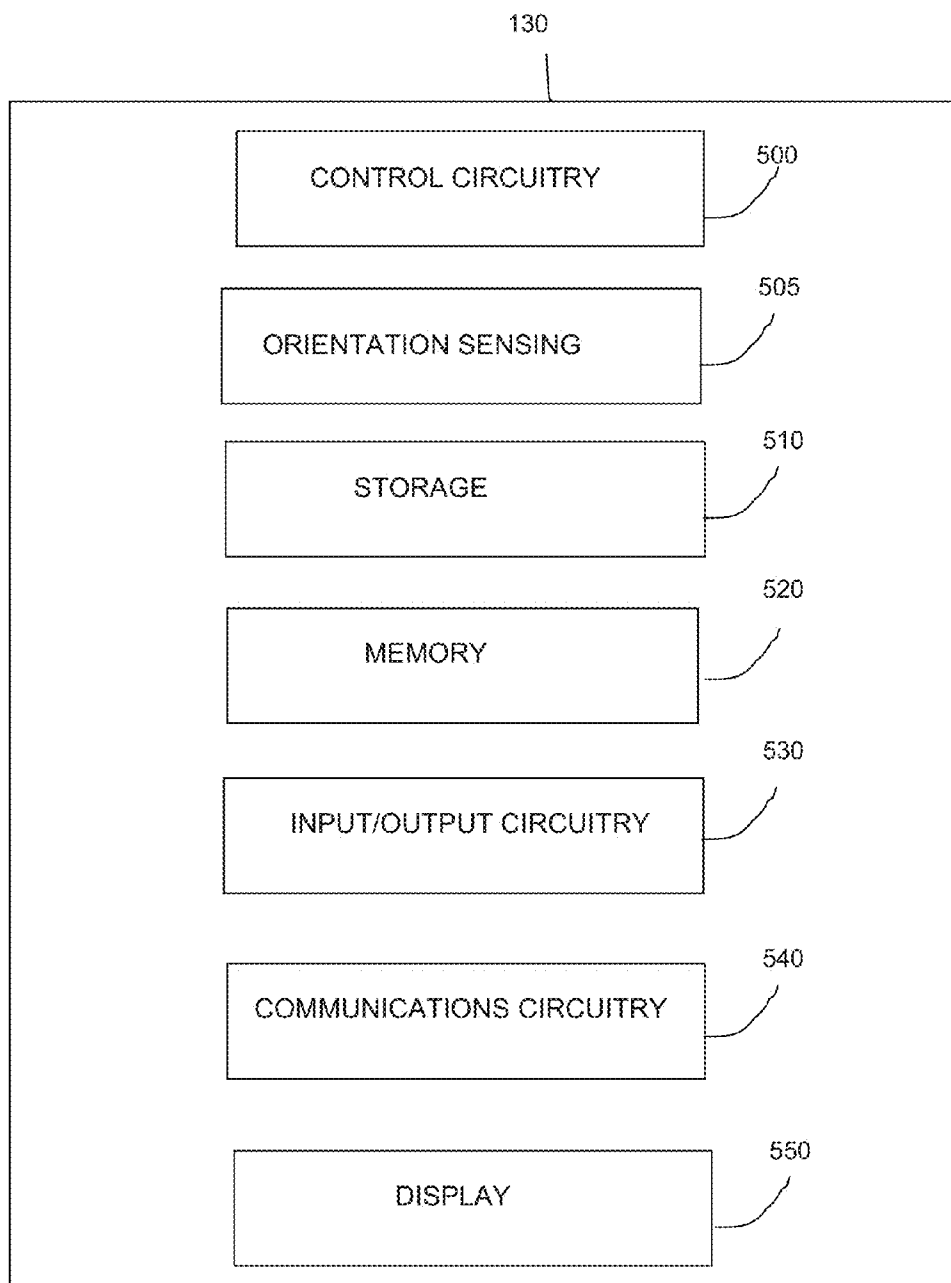 130
CONTROL CIRCUITRY
500
ORIENTATION SENSING
505
STORAGE
510
MEMORY
520
INPUT/OUTPUT CIRCUITRY
530
COMMUNICATIONS CIRCUITRY
540
DISPLAY
550